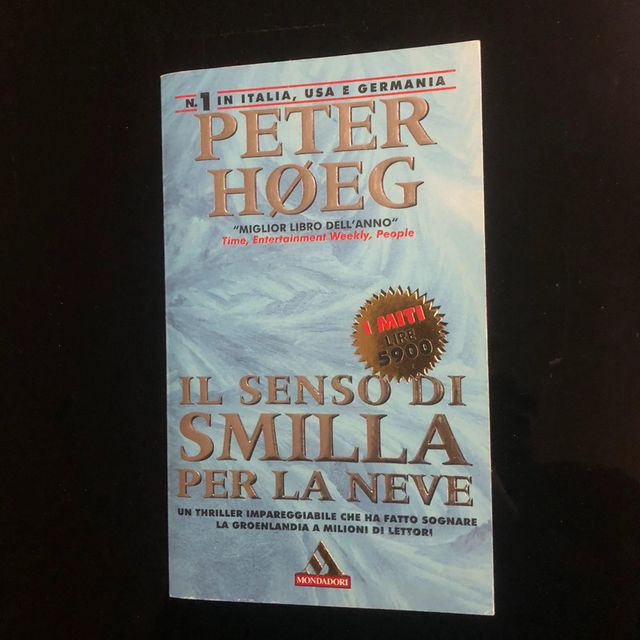 N.1 IN ITALIA, USA E GERMANIA
PETER
HØEG
"MIGLIOR LIBRO DELL'ANNO"
Time, Entertainment Weekly, People
I MITI
LIRE
5900
IL SENSO DI
SMILLA
PER LA NEVE
UN THRILLER IMPAREGGIABILE CHE HA FATTO SOGNARE
LA GROENLANDIA A MILIONI DI LETTORI
MONDADORI